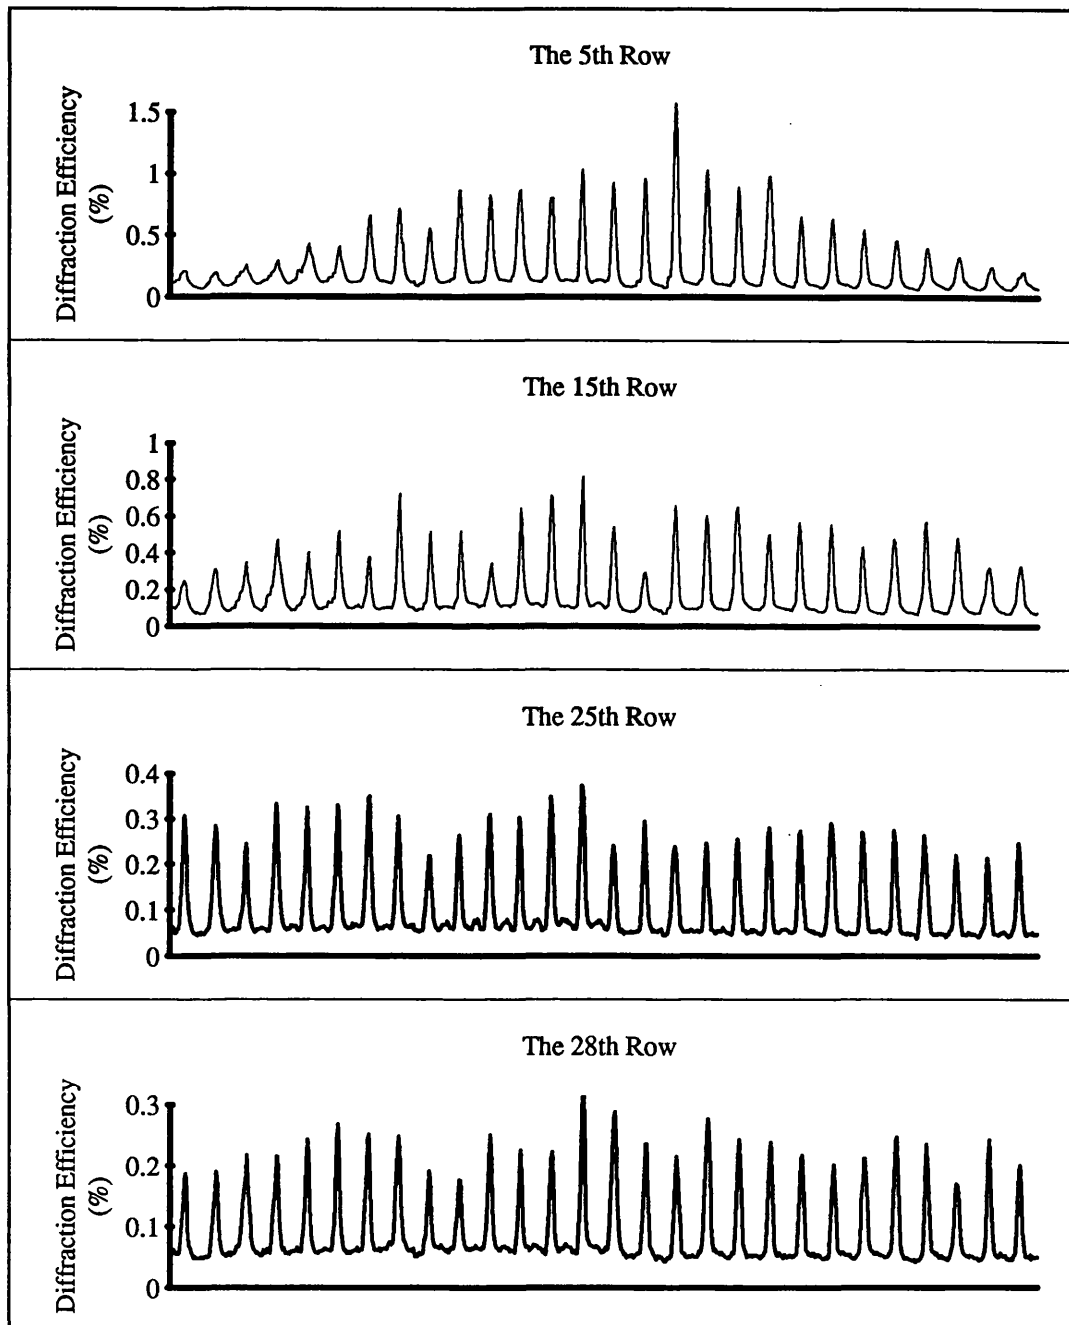 The 5th Row
Diffraction Efficiency
(%)
1.5
1
0.5
0
The 15th Row
Diffraction Efficiency
(%)
1
0.8
0.6
0.4
0.2
0
The 25th Row
Diffraction Efficiency
(%)
0.4
0.3
0.2
0.1
0
The 28th Row
Diffraction Efficiency
(%)
0.3
0.2
0.1
0